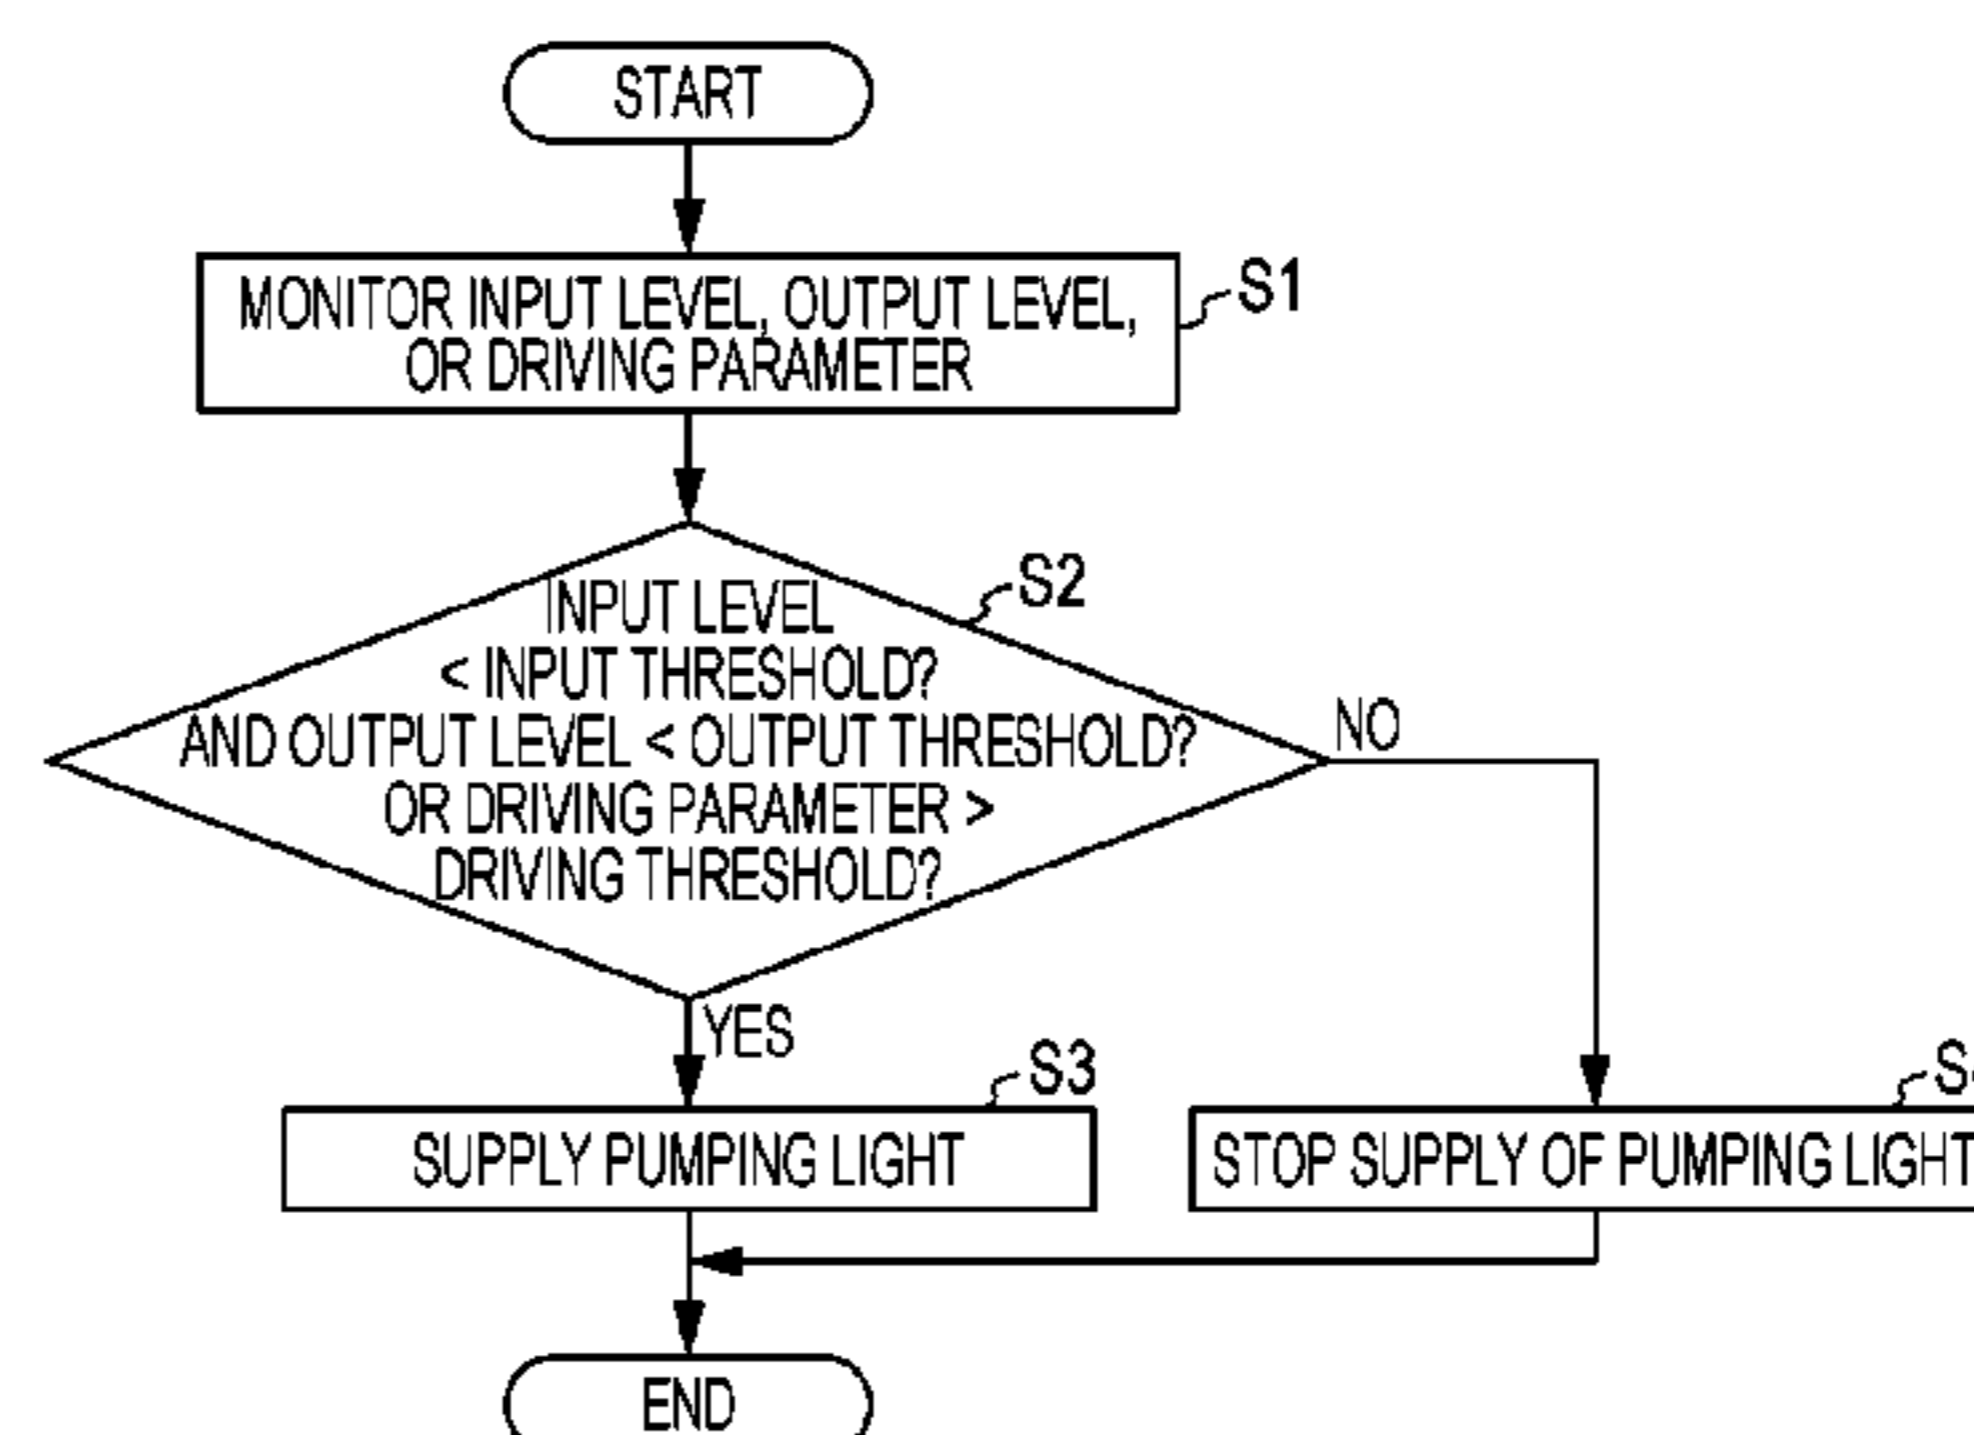 START
MONITOR INPUT LEVEL, OUTPUT LEVEL,
OR DRIVING PARAMETER
S1
INPUT LEVEL
< INPUT THRESHOLD?
AND OUTPUT LEVEL < OUTPUT THRESHOLD?
OR DRIVING PARAMETER >
DRIVING THRESHOLD?
S2
NO
YES
S3
SUPPLY PUMPING LIGHT
STOP SUPPLY OF PUMPING LIGHT
END